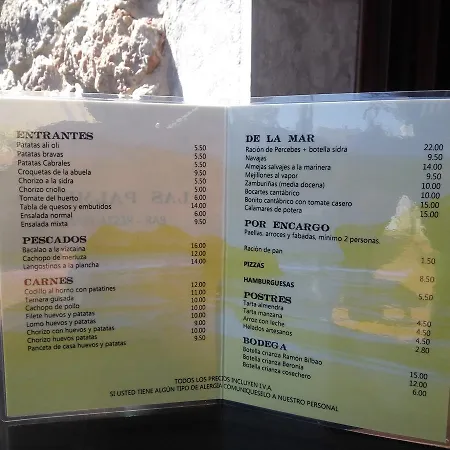 ENTRANTES
Patatas ali oli 5.50
Patatas bravas 5.50
Patatas Cabrales 5.50
Croquetas de la abuela 9.50
Chorizo a la sidra 5.50
Chorizo criollo 5.50
Tomate del huerto 6.00
Tabla de quesos y embutidos 14.00
Ensalada normal 6.00
Ensalada mixta 9.50
PESCADOS
Bacalao a la vizcaina 16.00
Cachopo de merluza 12.00
Langostinos a la plancha 14.00
CARNES
Codillo al horno con patatines 12.00
Ternera guisada 11.00
Cachopo de pollo
Filete huevos y patatas
Lomo huevos y patatas 10.00
Chorizo con huevos y patatas 9.00
Chorizo huevos y patatas
Panceta de casa huevos y patatas 9.50
DE LA MAR
Ración de Percebes + botella sidra 22.00
Navajas 9.50
Almejas salvajes a la marinera 14.00
Mejillones al vapor 9.50
Zamburiñas (media docena) 10.00
Bocartes cantábrico 10.00
Bonito cantábrico con tomate casero 15.00
Calamares de potera 15.00
POR ENCARGO
Paellas, arroces y fabadas, minimo 2 personas.
Ración de pan 1.50
PIZZAS 8.50
HAMBURGUESAS 5,50
POSTRES
Tarta almendra 4.50
Tarta manzana 4.50
Arroz con leche 4.50
Helados artesanos 2.80
BODEGA
Botella crianza Ramón Bilbao 15.00
Botella crianza Beronia 12.00
Botella crianza cosechero 6.00
TODOS LOS PRECIOS INCLUYEN I.V.A.
SI USTED TIENE ALGÚN TIPO DE ALERGIA COMUNIQUESELO A NUESTRO PERSONAL